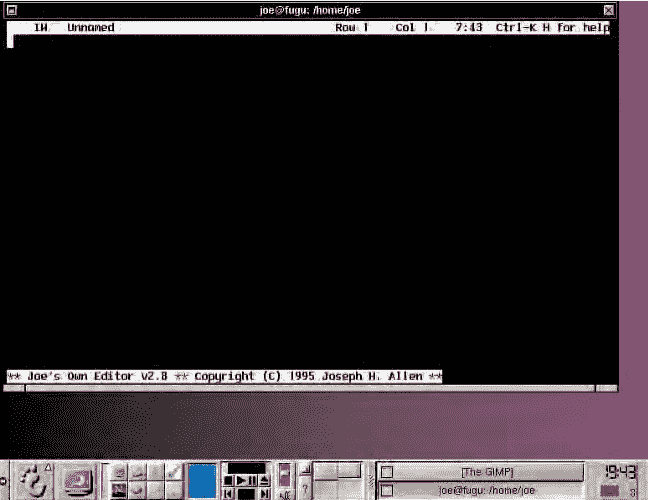 joe@fugu: /home/joe
IW Unnamed Row 1 Col 1 7:43 Ctrl-K H for help
** Joe's Own Editor v2.8 ** Copyright (C) 1995 Joseph H. Allen **
[The GIMP]
joe@fugu: /home/joe
19:43